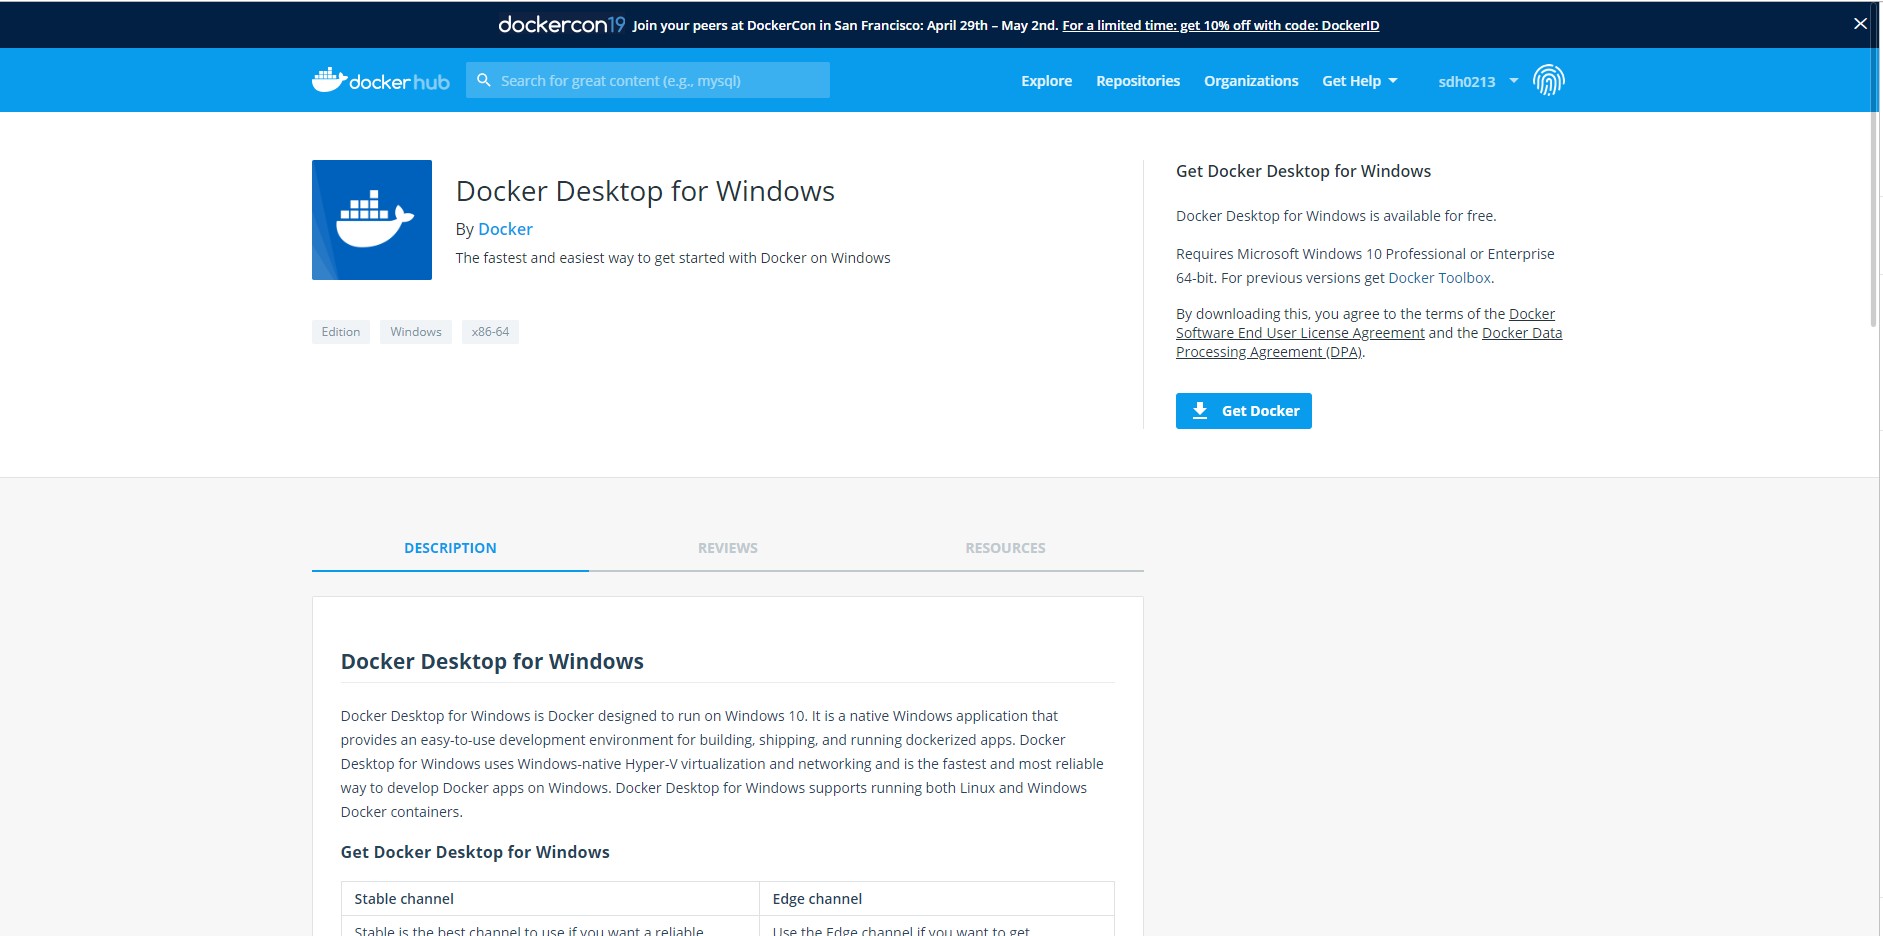 dockercon19 Join your peers at DockerCon in San Francisco: April 29th – May 2nd. For a limited time: get 10% off with code: DockerID
docker hub Search for great content (e.g., mysql) Explore Repositories Organizations Get Help sdh0213
Docker Desktop for Windows
By Docker
The fastest and easiest way to get started with Docker on Windows
Edition Windows x86-64
Get Docker Desktop for Windows
Docker Desktop for Windows is available for free.
Requires Microsoft Windows 10 Professional or Enterprise
64-bit. For previous versions get Docker Toolbox.
By downloading this, you agree to the terms of the Docker
Software End User License Agreement and the Docker Data
Processing Agreement (DPA).
Get Docker
DESCRIPTION REVIEWS RESOURCES
Docker Desktop for Windows
Docker Desktop for Windows is Docker designed to run on Windows 10. It is a native Windows application that
provides an easy-to-use development environment for building, shipping, and running dockerized apps. Docker
Desktop for Windows uses Windows-native Hyper-V virtualization and networking and is the fastest and most reliable
way to develop Docker apps on Windows. Docker Desktop for Windows supports running both Linux and Windows
Docker containers.
Get Docker Desktop for Windows
Stable channel Edge channel
Stable is the best channel to use if you want a reliable Use the Edge channel if you want to get